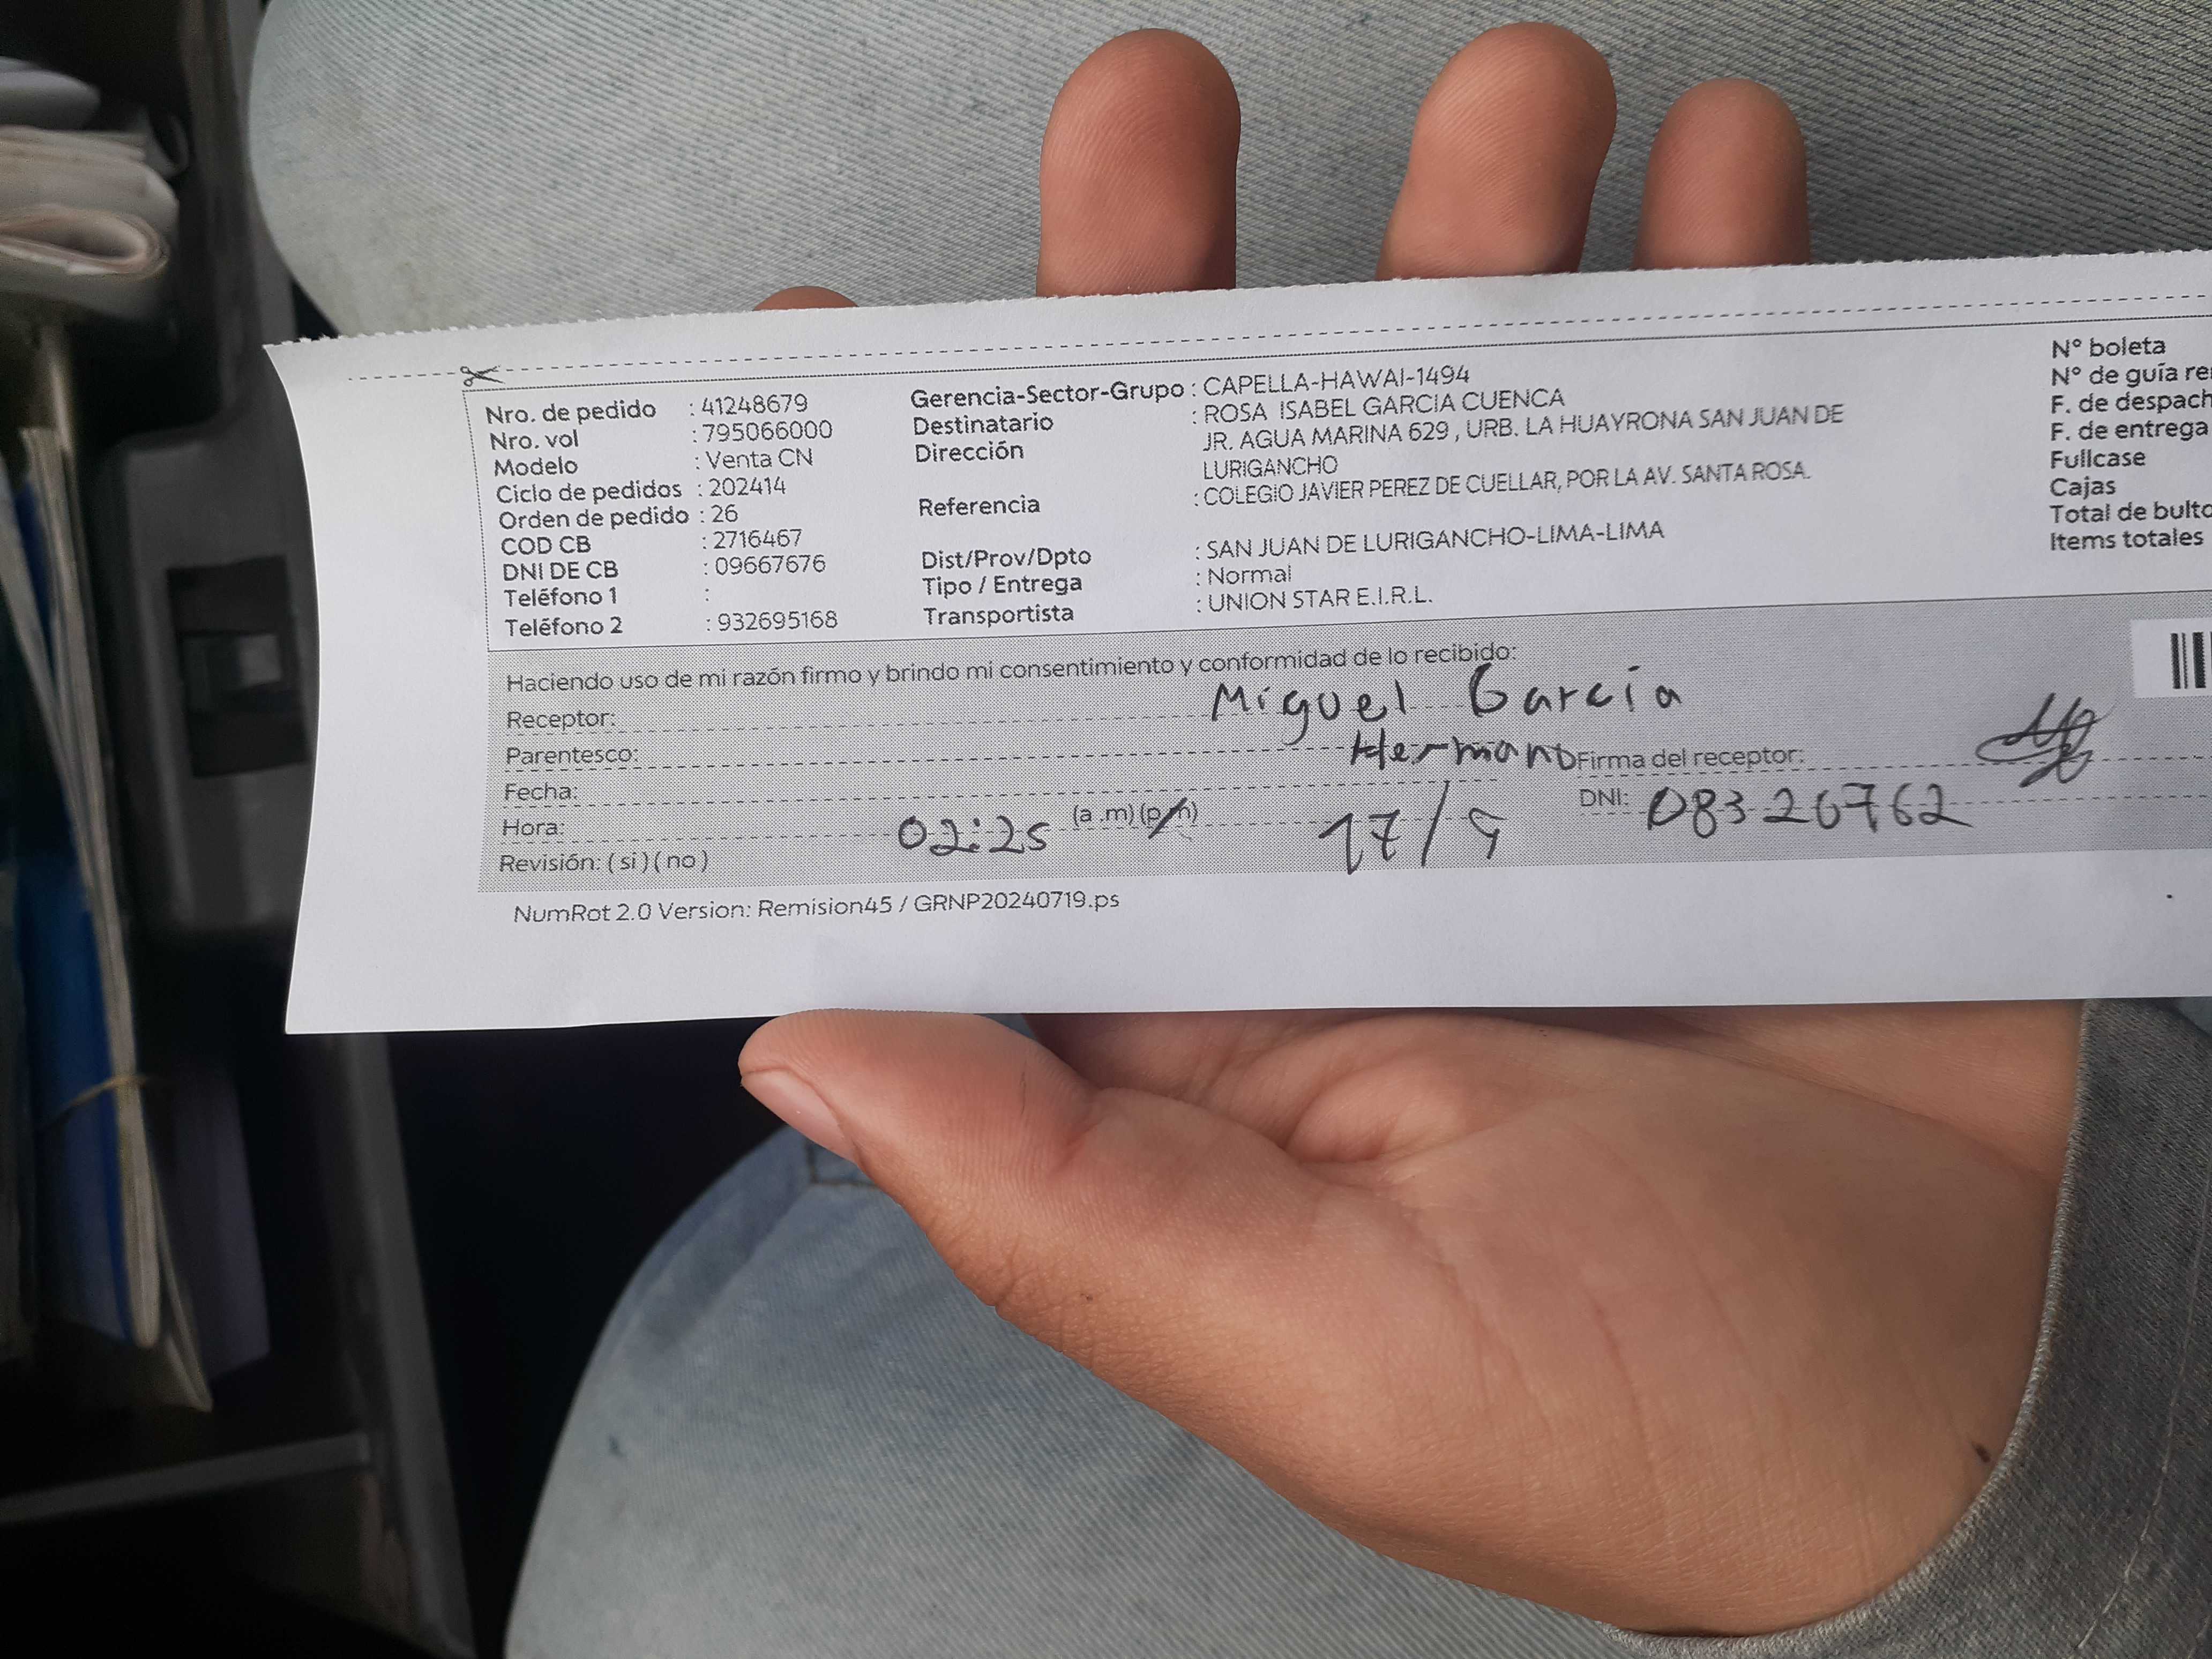 Nro. de pedido : 41248679
Nro. vol : 795066000
Modelo : Venta CN
Ciclo de pedidos : 202414
Orden de pedido : 26
COD CB : 2716467
DNI DE CB : 09667676
Teléfono 1 :
Teléfono 2 : 932695168
Gerencia-Sector-Grupo : CAPELLA-HAWAI-1494
Destinatario : ROSA ISABEL GARCIA CUENCA
Dirección JR. AGUA MARINA 629 , URB. LA HUAYRONA SAN JUAN DE
LURIGANCHO
Referencia : COLEGIO JAVIER PEREZ DE CUELLAR, POR LA AV. SANTA ROSA.
Dist/Prov/Dpto : SAN JUAN DE LURIGANCHO-LIMA-LIMA
Tipo / Entrega : Normal
Transportista : UNION STAR E.I.R.L.
N° boleta
N° de guía
F. de
F. de entrega
Fullcase
Cajas
Total de
Items totales
Haciendo uso de mi razón firmo y brindo mi consentimiento y conformidad de lo recibido:
Receptor: Miguel García
Parentesco: Hermano Firma del receptor:
Fecha: 17/9 DNI: 08320762
Hora: 02:25 (a .m) (p.m)
Revisión: ( si ) ( no )
NumRot 2.0 Version: Remision45 / GRNP20240719.ps